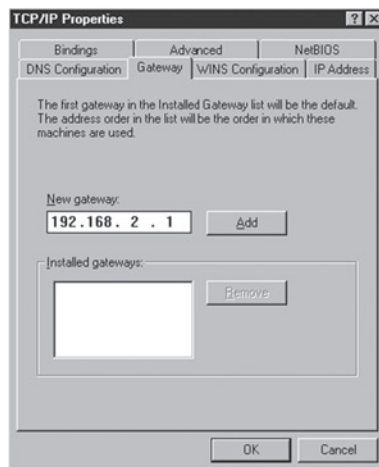 TCP/IP Properties
Bindings Advanced NetBIOS
DNS Configuration Gateway WINS Configuration IP Address
The first gateway in the Installed Gateway list will be the default.
The address order in the list will be the order in which these
machines are used.
New gateway:
192.168. 2 . 1 Add
Installed gateways:
Remove
OK Cancel